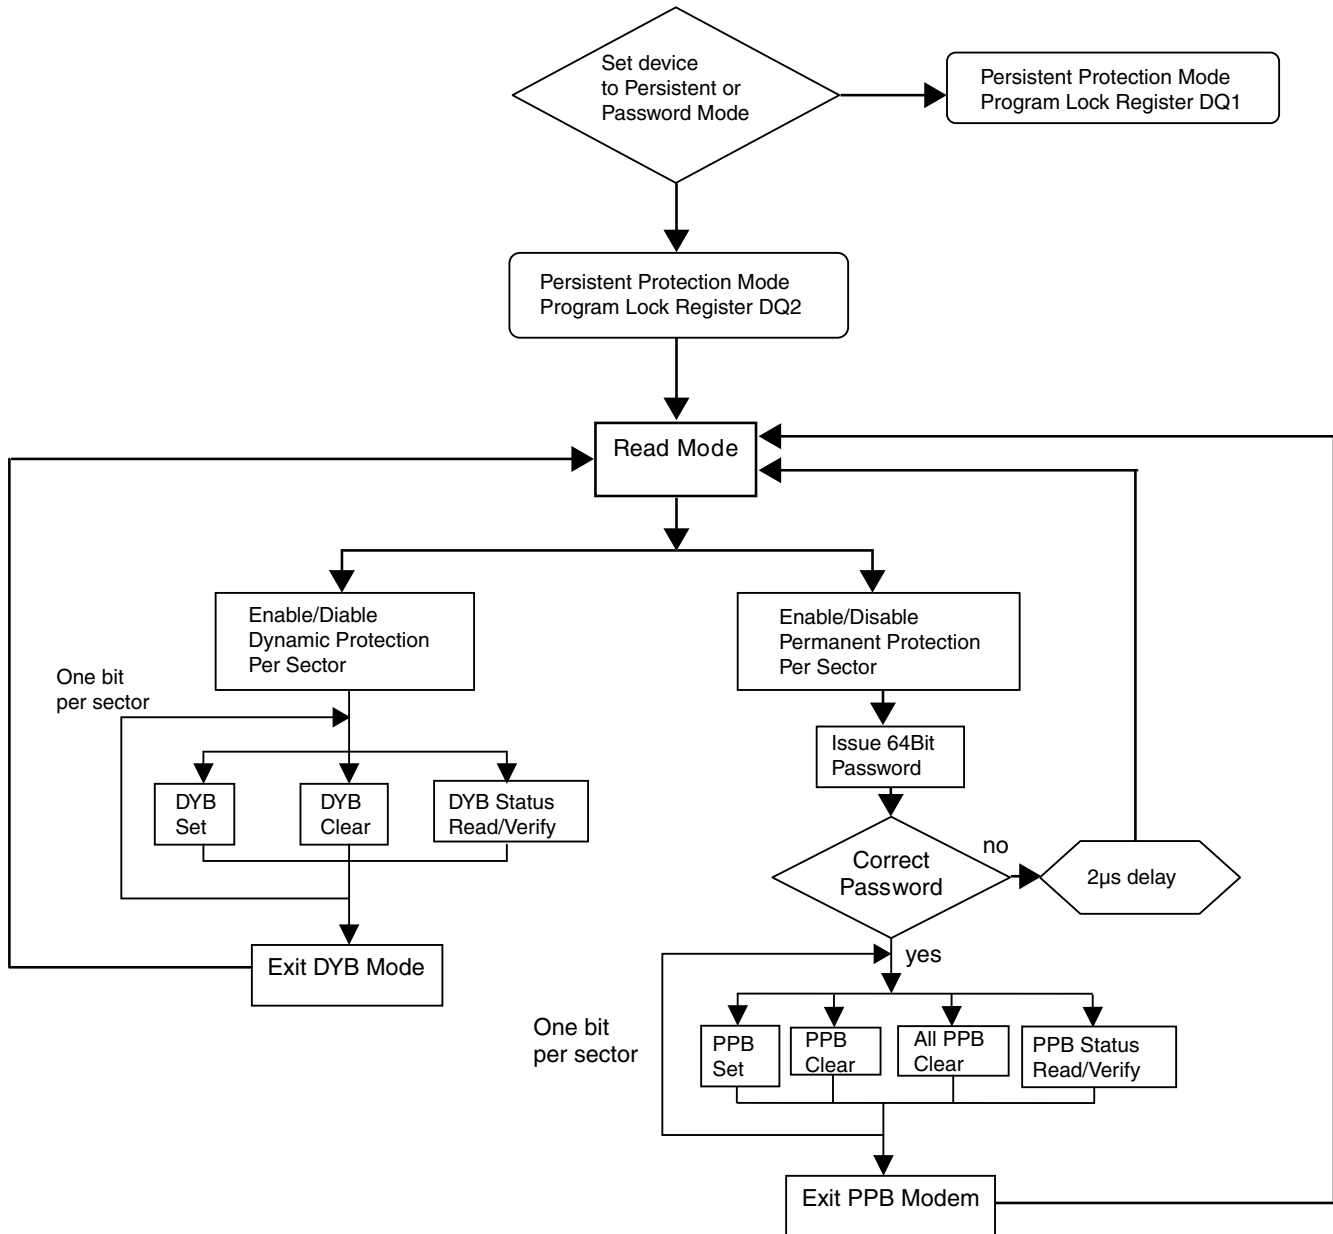 Set device
to Persistent or
Password Mode
Persistent Protection Mode
Program Lock Register DQ1
Persistent Protection Mode
Program Lock Register DQ2
Read Mode
Enable/Diable
Dynamic Protection
Per Sector
Enable/Disable
Permanent Protection
Per Sector
One bit
per sector
Issue 64Bit
Password
DYB
Set
DYB
Clear
DYB Status
Read/Verify
Correct
Password
no
2µs delay
yes
Exit DYB Mode
One bit
per sector
PPB
Set
PPB
Clear
All PPB
Clear
PPB Status
Read/Verify
Exit PPB Modem